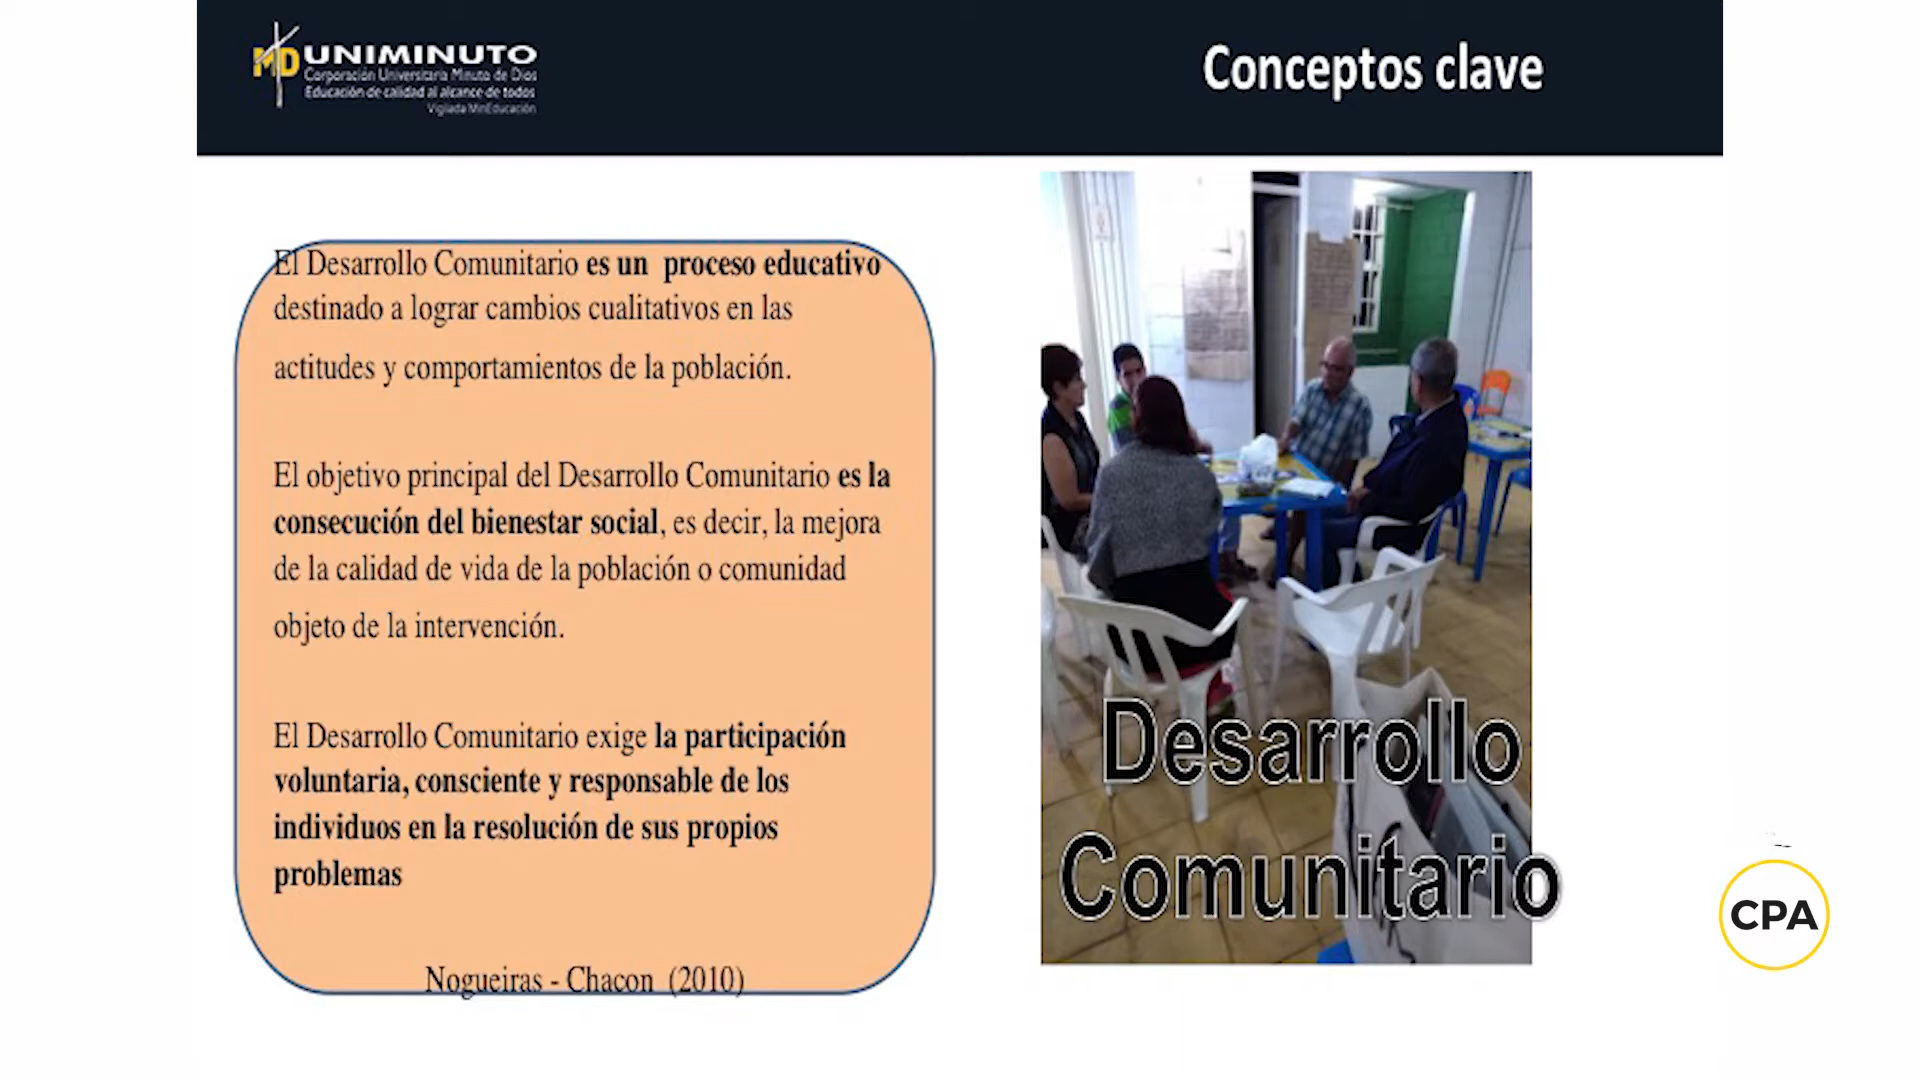 UNIMINUTO
Corporación Universitaria Minuto de Dios
Educación de calidad al alcance de todos
Vigilada MinEducación
Conceptos clave
El Desarrollo Comunitario es un proceso educativo
destinado a lograr cambios cualitativos en las
actitudes y comportamientos de la población.
El objetivo principal del Desarrollo Comunitario es la
consecución del bienestar social, es decir, la mejora
de la calidad de vida de la población o comunidad
objeto de la intervención.
El Desarrollo Comunitario exige la participación
voluntaria, consciente y responsable de los
individuos en la resolución de sus propios
problemas
Nogueiras - Chacon (2010)
Desarrollo
Comunitario
CPA